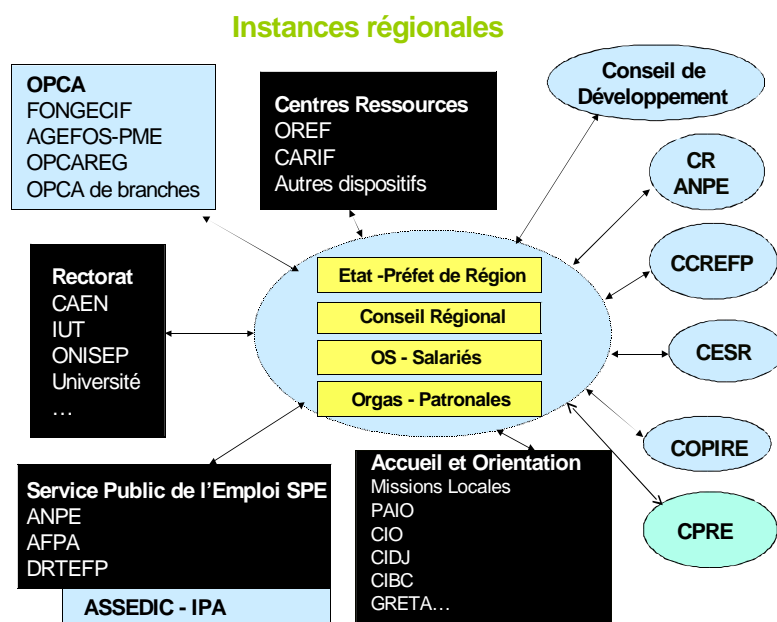 Instances régionales
OPCA
FONGECIF
AGEFOS-PME
OPCAREG
OPCA de branches
Centres Ressources
OREF
CARIF
Autres dispositifs
Conseil de
Développement
CR
ANPE
CCREFP
CESR
COPIRE
CPRE
Rectorat
CAEN
IUT
ONISEP
Université
…
Etat -Préfet de Région
Conseil Régional
OS - Salariés
Orgas - Patronales
Service Public de l’Emploi SPE
ANPE
AFPA
DRTEFP
ASSEDIC - IPA
Accueil et Orientation
Missions Locales
PAIO
CIO
CIDJ
CIBC
GRETA…